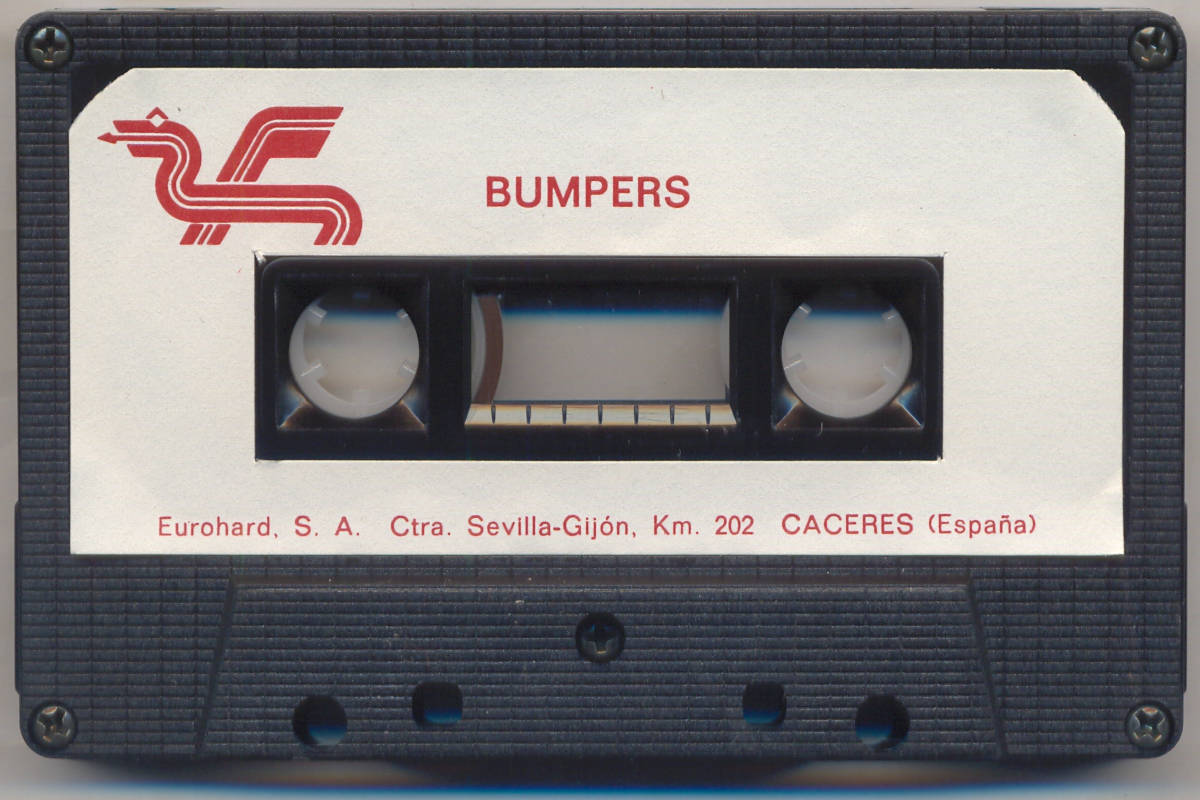 BUMPERS
Eurohard, S. A. Ctra. Sevilla-Gijón, Km. 202 CACERES (España)